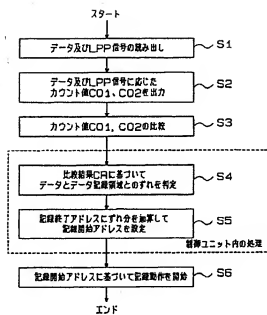 スタート
データ及びLPP信号の読み出し
S1
データ及びLPP信号に応じた
カウント値CO1、CO2を出力
S2
カウント値CO1、CO2の比較
S3
比較結果CRに基づいて
データとデータ記録領域とのずれを判定
S4
記録終了アドレスにずれ分を加算して
記録開始アドレスを設定
S5
制御ユニット内の処理
記録開始アドレスに基づいて記録動作を開始
S6
エンド